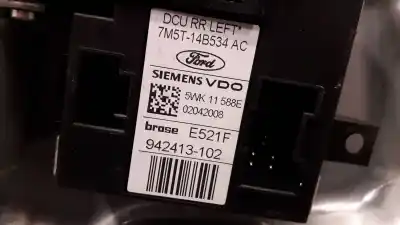 DCU RR LEFT*
7M5T-14B534 AC
Ford
SIEMENS VDO
5WK 11 588E
02042008
brose E521F
942413-102